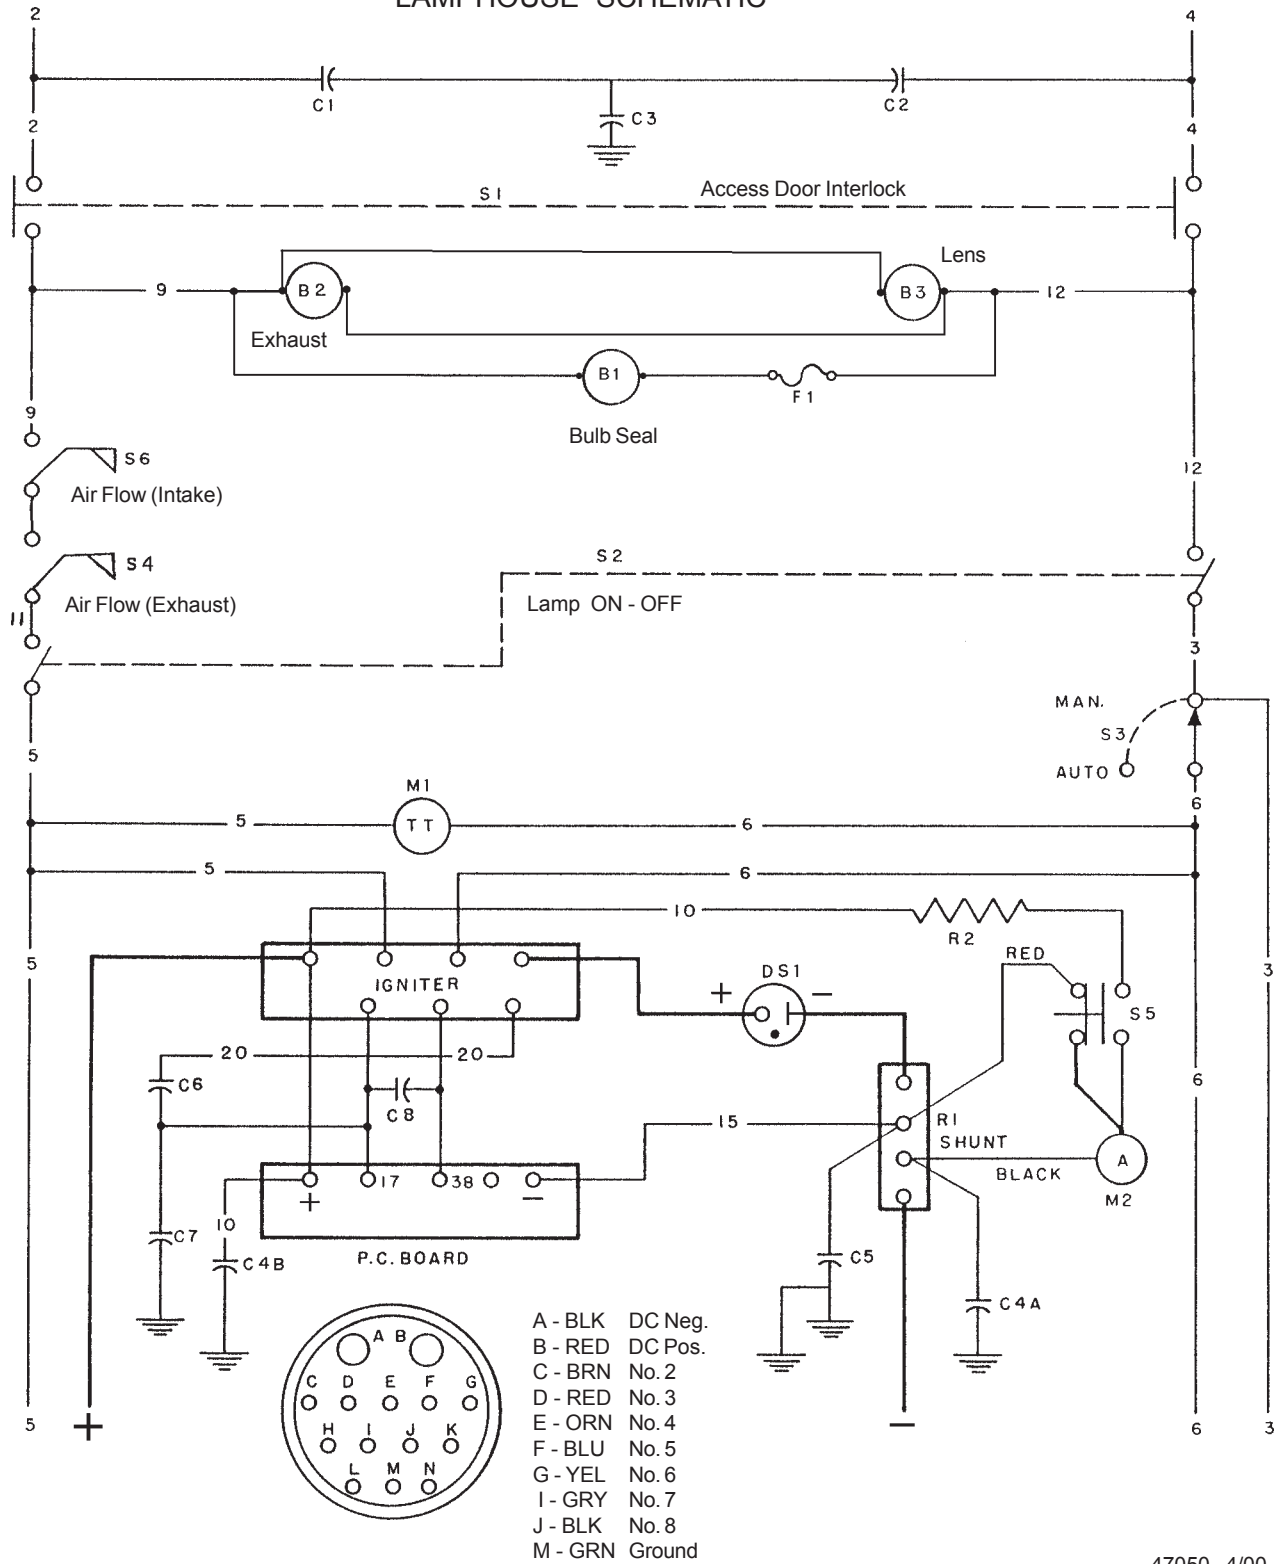 LAMPHOUSE SCHEMATIC
2
4
C1
C2
C3
2
4
S1
Access Door Interlock
Lens
9
B2
B3
12
Exhaust
B1
F1
9
Bulb Seal
S6
12
Air Flow (Intake)
S2
S4
Air Flow (Exhaust)
Lamp ON - OFF
11
3
MAN.
S3
5
AUTO
M1
6
5
TT
6
5
6
10
R2
RED
5
IGNITER
DS1
3
+
−
S5
20
20
C6
6
C8
15
R1
SHUNT
17
38
BLACK
A
+
−
M2
10
C7
C4B
P.C. BOARD
C5
C4A
A B
C D E F G
H I J K
L M N
A - BLK DC Neg.
B - RED DC Pos.
C - BRN No. 2
D - RED No. 3
E - ORN No. 4
F - BLU No. 5
G - YEL No. 6
I - GRY No. 7
J - BLK No. 8
M - GRN Ground
5
+
−
6
3
47050 4/00